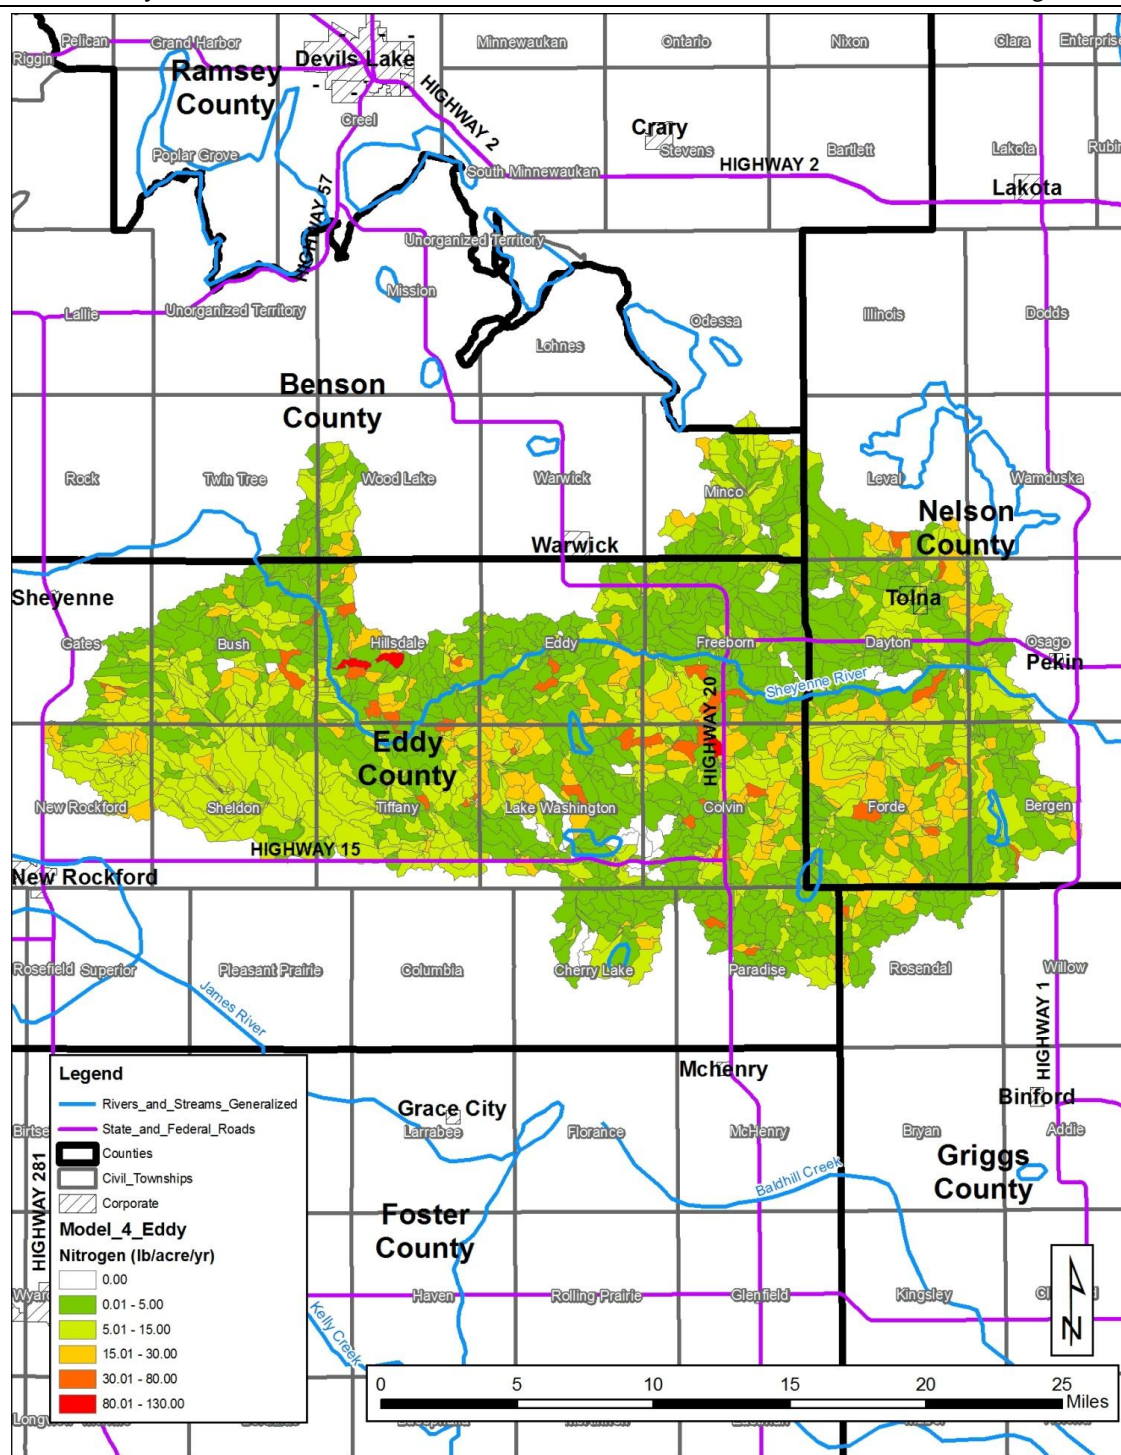 Pelican
Grand Harbor
Riggin
Ramsey
County
Devils Lake
Minnewaukan
Ontario
Nixon
Clara
HIGHWAY 2
Creel
Crary
Stevens
Bartlett
Lakota
Poplar Grove
South Minnewaukan
HIGHWAY 2
Lakota
HIGHWAY 57
Unorganized Territory
Mission
Lallie
Unorganized Territory
Odessa
Illinois
Dodds
Lohnes
Benson
County
Rock
Twin Tree
Wood Lake
Warwick
Minco
Leval
Wamduska
Nelson
County
Warwick
Sheyenne
Tolna
Gates
Bush
Hillsdale
Eddy
Freeborn
Dayton
Osago
Pekin
Sheyenne River
HIGHWAY 20
Eddy
County
New Rockford
Sheldon
Tiffany
Lake Washington
Colvin
Forde
Bergen
HIGHWAY 15
New Rockford
Rosefield
Superior
Pleasant Prairie
Columbia
Cherry Lake
Paradise
Rosendal
Willow
James River
HIGHWAY 1
Mchenry
Binford
Grace City
Larrabee
Florance
McHenry
Bryan
Addie
Griggs
County
Baldhill Creek
HIGHWAY 281
Foster
County
Haven
Rolling Prairie
Glenfield
Kingsley
Kelly Creek
Legend
Rivers_and_Streams_Generalized
State_and_Federal_Roads
Counties
Civil_Townships
Corporate
Model_4_Eddy
Nitrogen (lb/acre/yr)
0.00
0.01 - 5.00
5.01 - 15.00
15.01 - 30.00
30.01 - 80.00
80.01 - 130.00
N
0 5 10 15 20 25
Miles